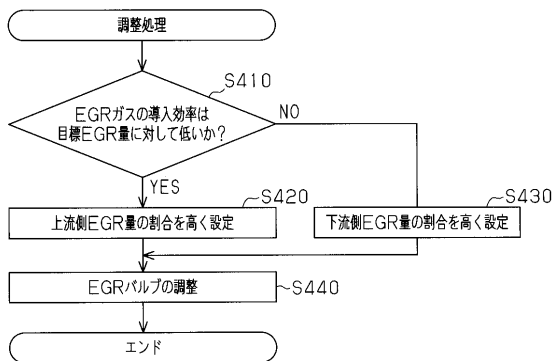 調整処理
S410
EGRガスの導入効率は
目標EGR量に対して低いか？
NO
YES
S420
上流側EGR量の割合を高く設定
S430
下流側EGR量の割合を高く設定
EGRバルブの調整
S440
エンド